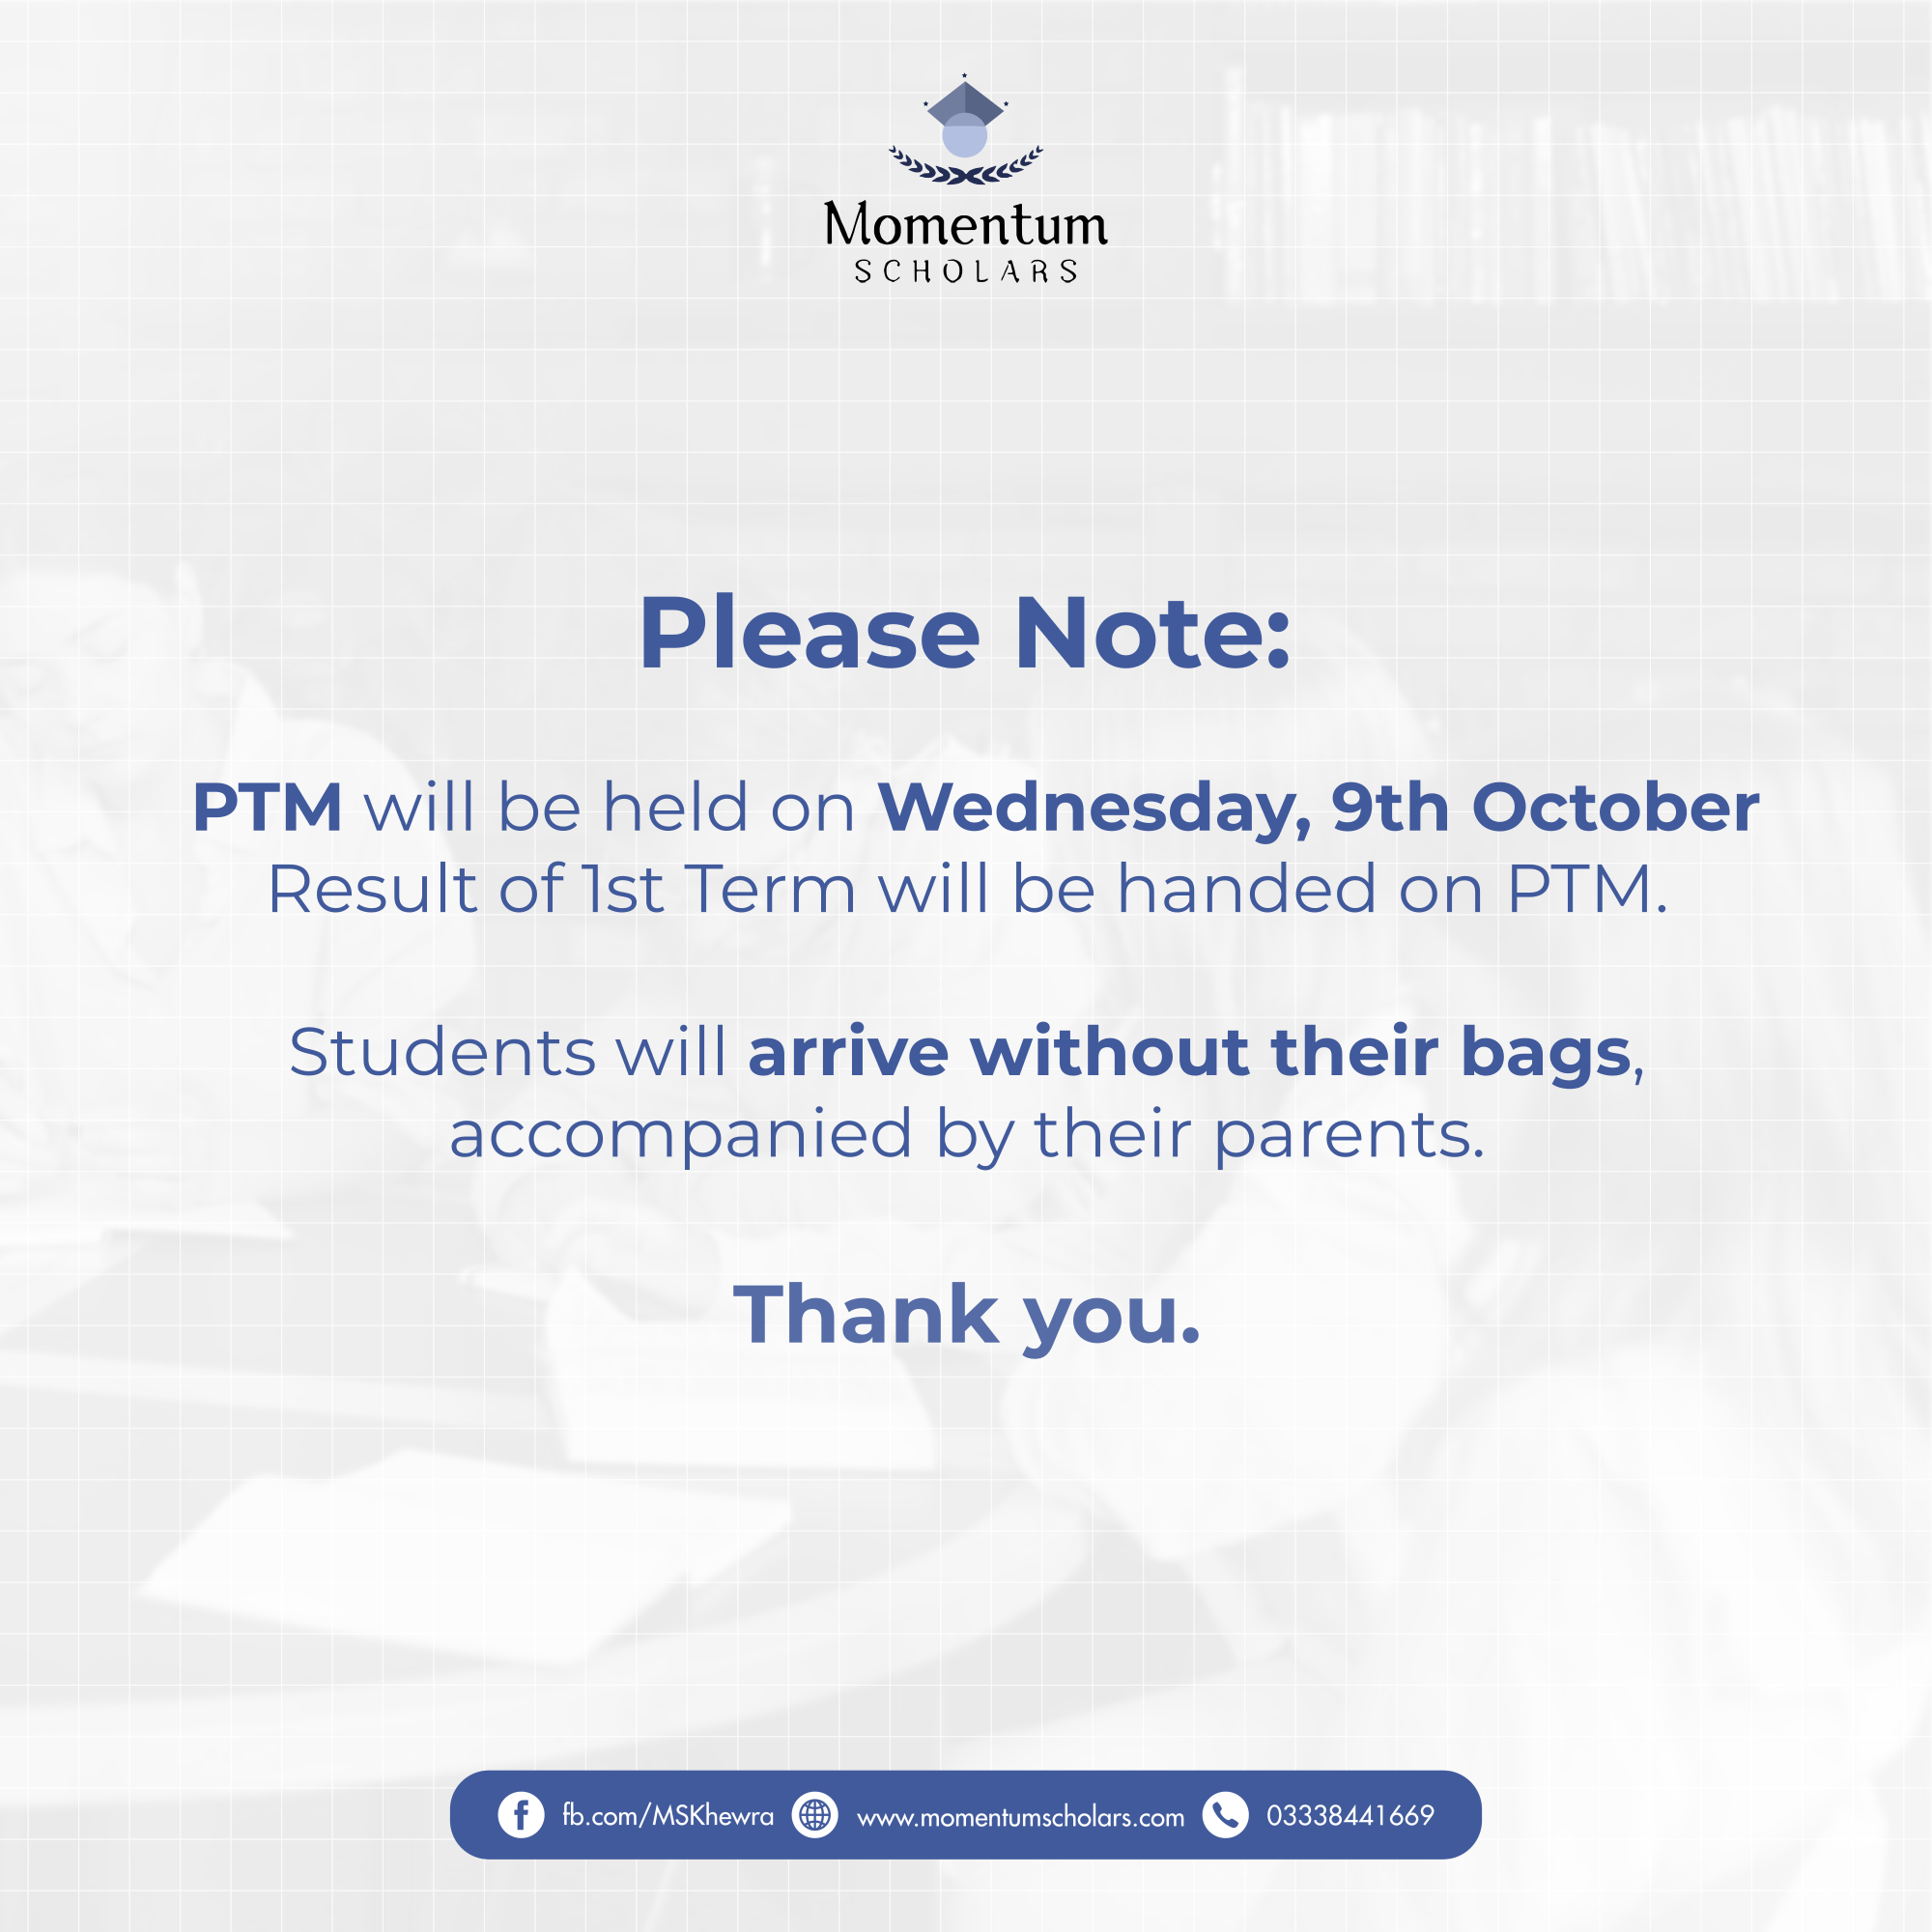 Momentum
SCHOLARS
Please Note:
PTM will be held on Wednesday, 9th October
Result of 1st Term will be handed on PTM.
Students will arrive without their bags,
accompanied by their parents.
Thank you.
fb.com/MSKhewra www.momentumscholars.com 03338441669